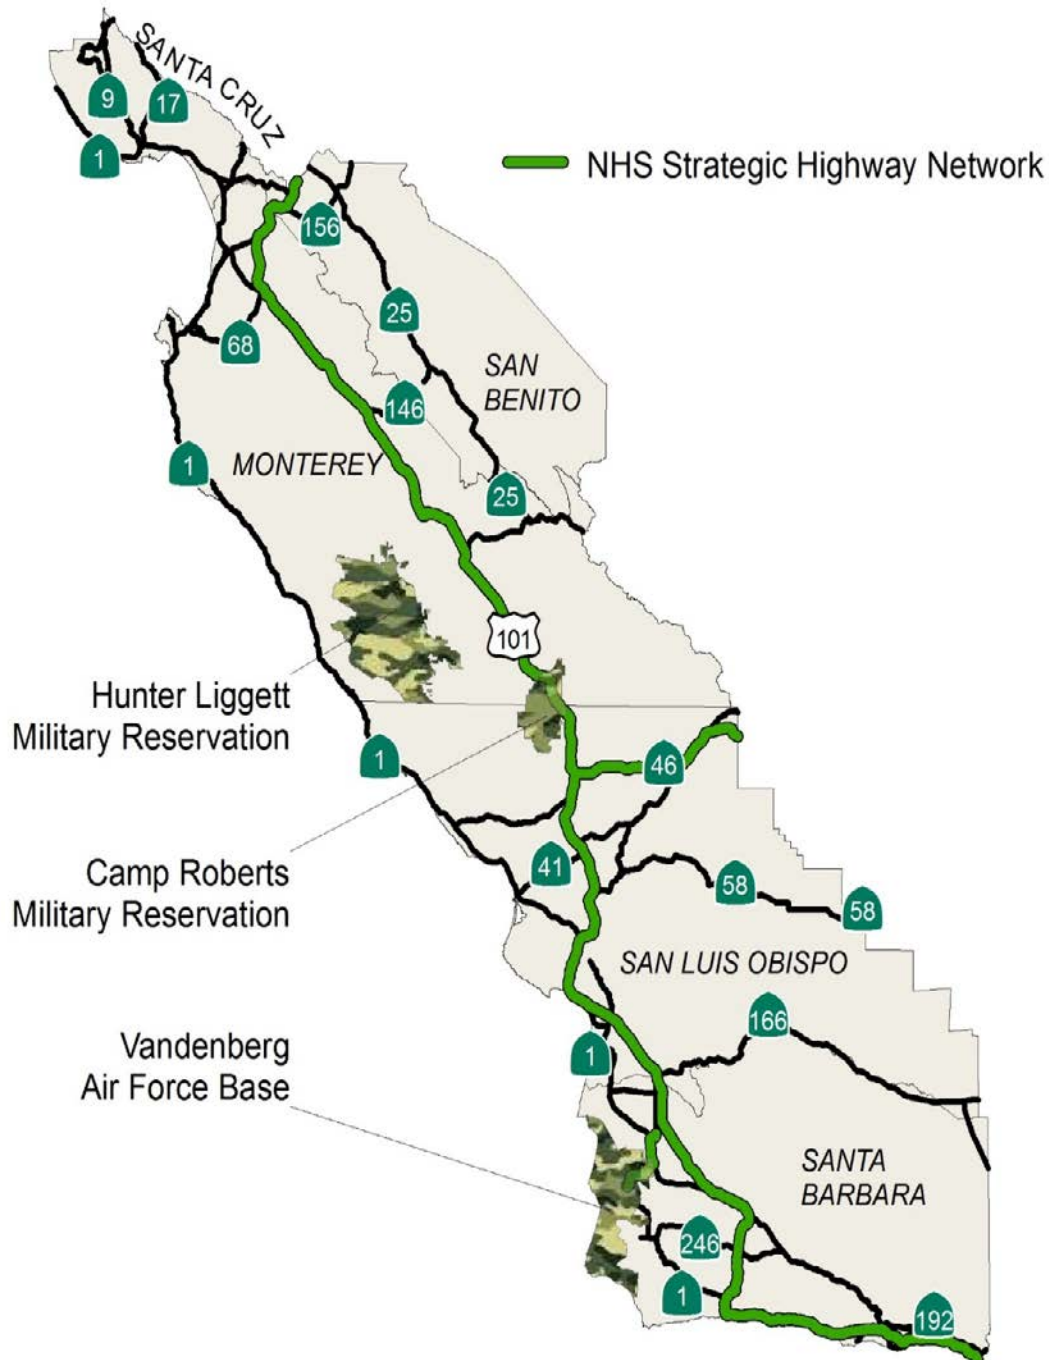 SANTA CRUZ
9
17
1
NHS Strategic Highway Network
156
25
68
SAN
BENITO
146
MONTEREY
1
25
101
Hunter Liggett
Military Reservation
1
46
Camp Roberts
Military Reservation
41
58
58
SAN LUIS OBISPO
166
Vandenberg
Air Force Base
1
SANTA
BARBARA
246
1
192